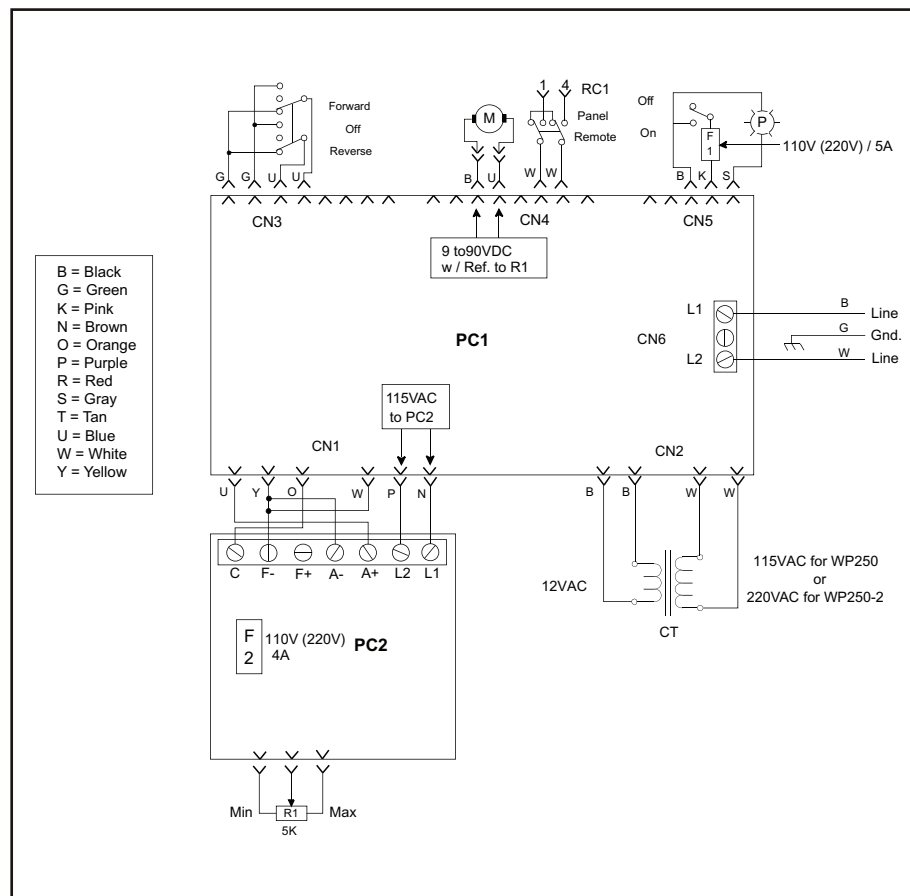 Forward
Off
Reverse
G G U U
CN3
M
B U
1 4 RC1
Panel
Remote
W W
CN4
Off
On
F
1
P
110V (220V) / 5A
B K S
CN5
9 to90VDC
w / Ref. to R1
B = Black
G = Green
K = Pink
N = Brown
O = Orange
P = Purple
R = Red
S = Gray
T = Tan
U = Blue
W = White
Y = Yellow
PC1
CN6
L1
L2
B Line
G Gnd.
W Line
115VAC
to PC2
CN1
U Y O W P N
CN2
B B W W
C F- F+ A- A+ L2 L1
F
2
110V (220V)
4A
PC2
12VAC
CT
115VAC for WP250
or
220VAC for WP250-2
Min R1 Max
5K